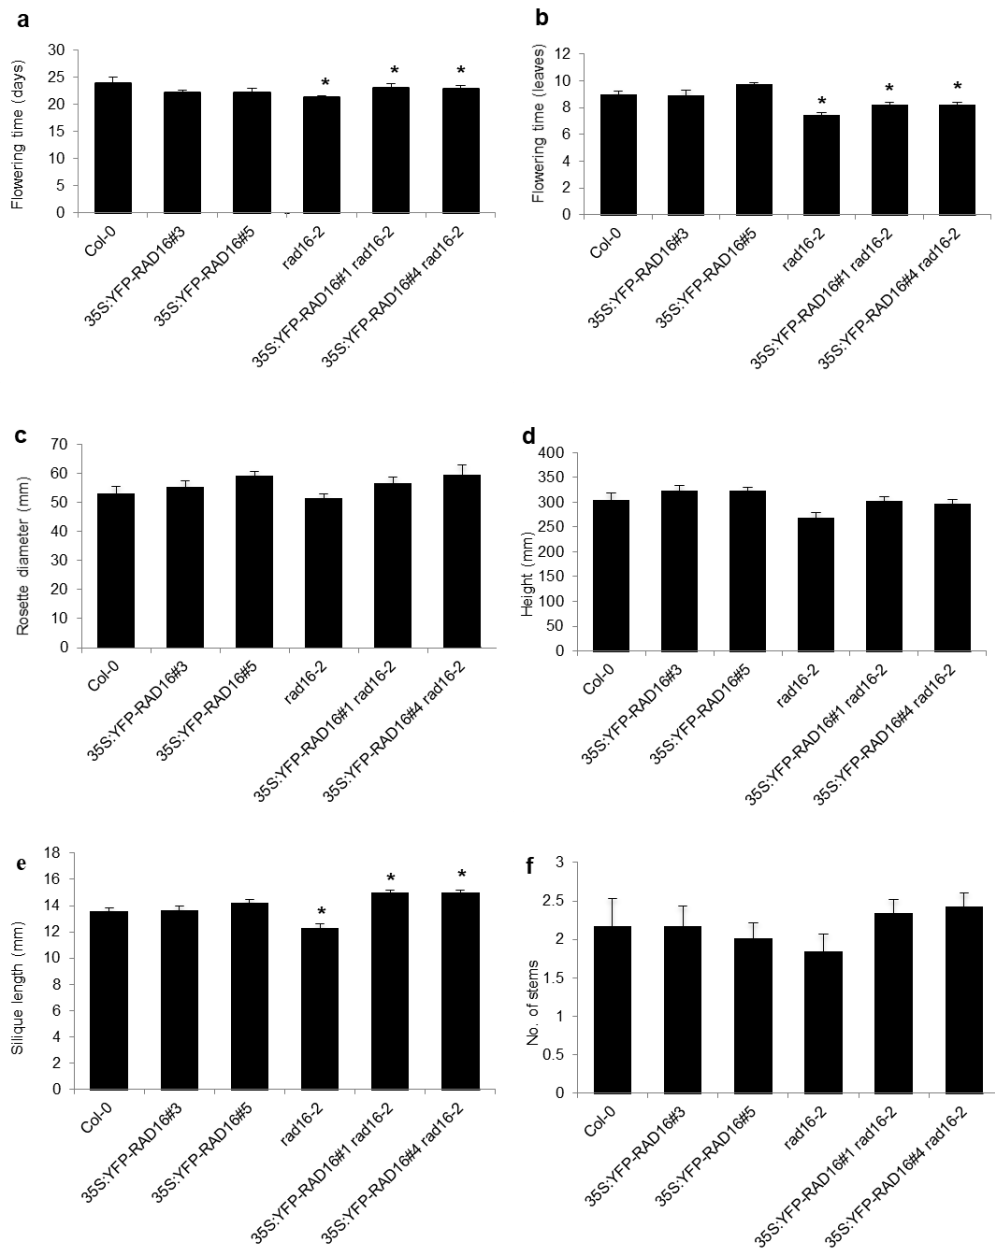 a
Flowering time (days)
30
25
20
15
10
5
0
* * *
Col-0
35S:YFP-RAD16#3
35S:YFP-RAD16#5
rad16-2
35S:YFP-RAD16#1 rad16-2
35S:YFP-RAD16#4 rad16-2
b
Flowering time (leaves)
12
10
8
6
4
2
0
* * *
Col-0
35S:YFP-RAD16#3
35S:YFP-RAD16#5
rad16-2
35S:YFP-RAD16#1 rad16-2
35S:YFP-RAD16#4 rad16-2
c
Rosette diameter (mm)
70
60
50
40
30
20
10
0
Col-0
35S:YFP-RAD16#3
35S:YFP-RAD16#5
rad16-2
35S:YFP-RAD16#1 rad16-2
35S:YFP-RAD16#4 rad16-2
d
Height (mm)
400
350
300
250
200
150
100
50
0
Col-0
35S:YFP-RAD16#3
35S:YFP-RAD16#5
rad16-2
35S:YFP-RAD16#1 rad16-2
35S:YFP-RAD16#4 rad16-2
e
Silique length (mm)
18
16
14
12
10
8
6
4
2
0
* * *
Col-0
35S:YFP-RAD16#3
35S:YFP-RAD16#5
rad16-2
35S:YFP-RAD16#1 rad16-2
35S:YFP-RAD16#4 rad16-2
f
No. of stems
3
2.5
2
1.5
1
0.5
0
Col-0
35S:YFP-RAD16#3
35S:YFP-RAD16#5
rad16-2
35S:YFP-RAD16#1 rad16-2
35S:YFP-RAD16#4 rad16-2